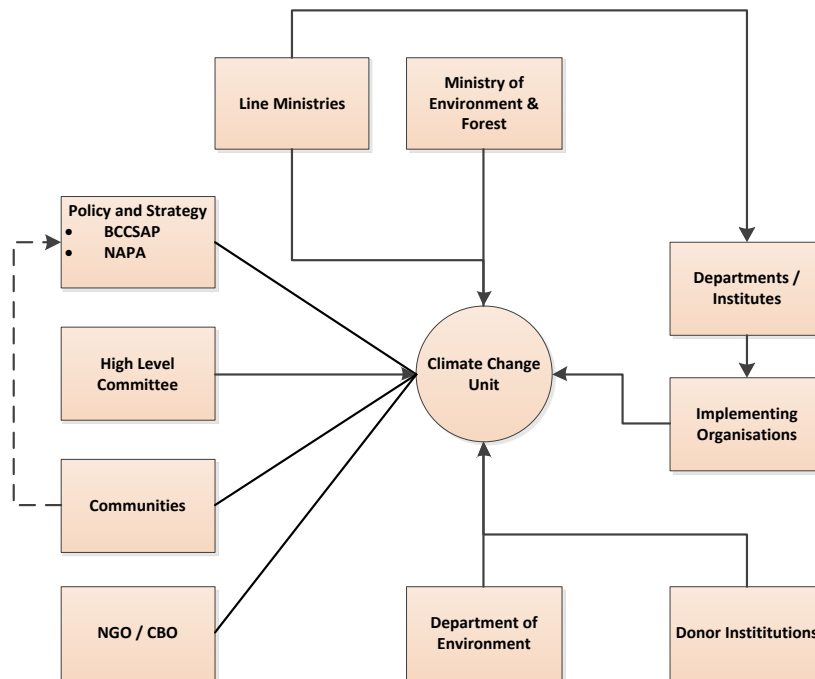 Line Ministries
Ministry of
Environment &
Forest
Policy and Strategy
• BCCSAP
• NAPA
Departments /
Institutes
High Level
Committee
Climate Change
Unit
Implementing
Organisations
Communities
NGO / CBO
Department of
Environment
Donor Instititutions